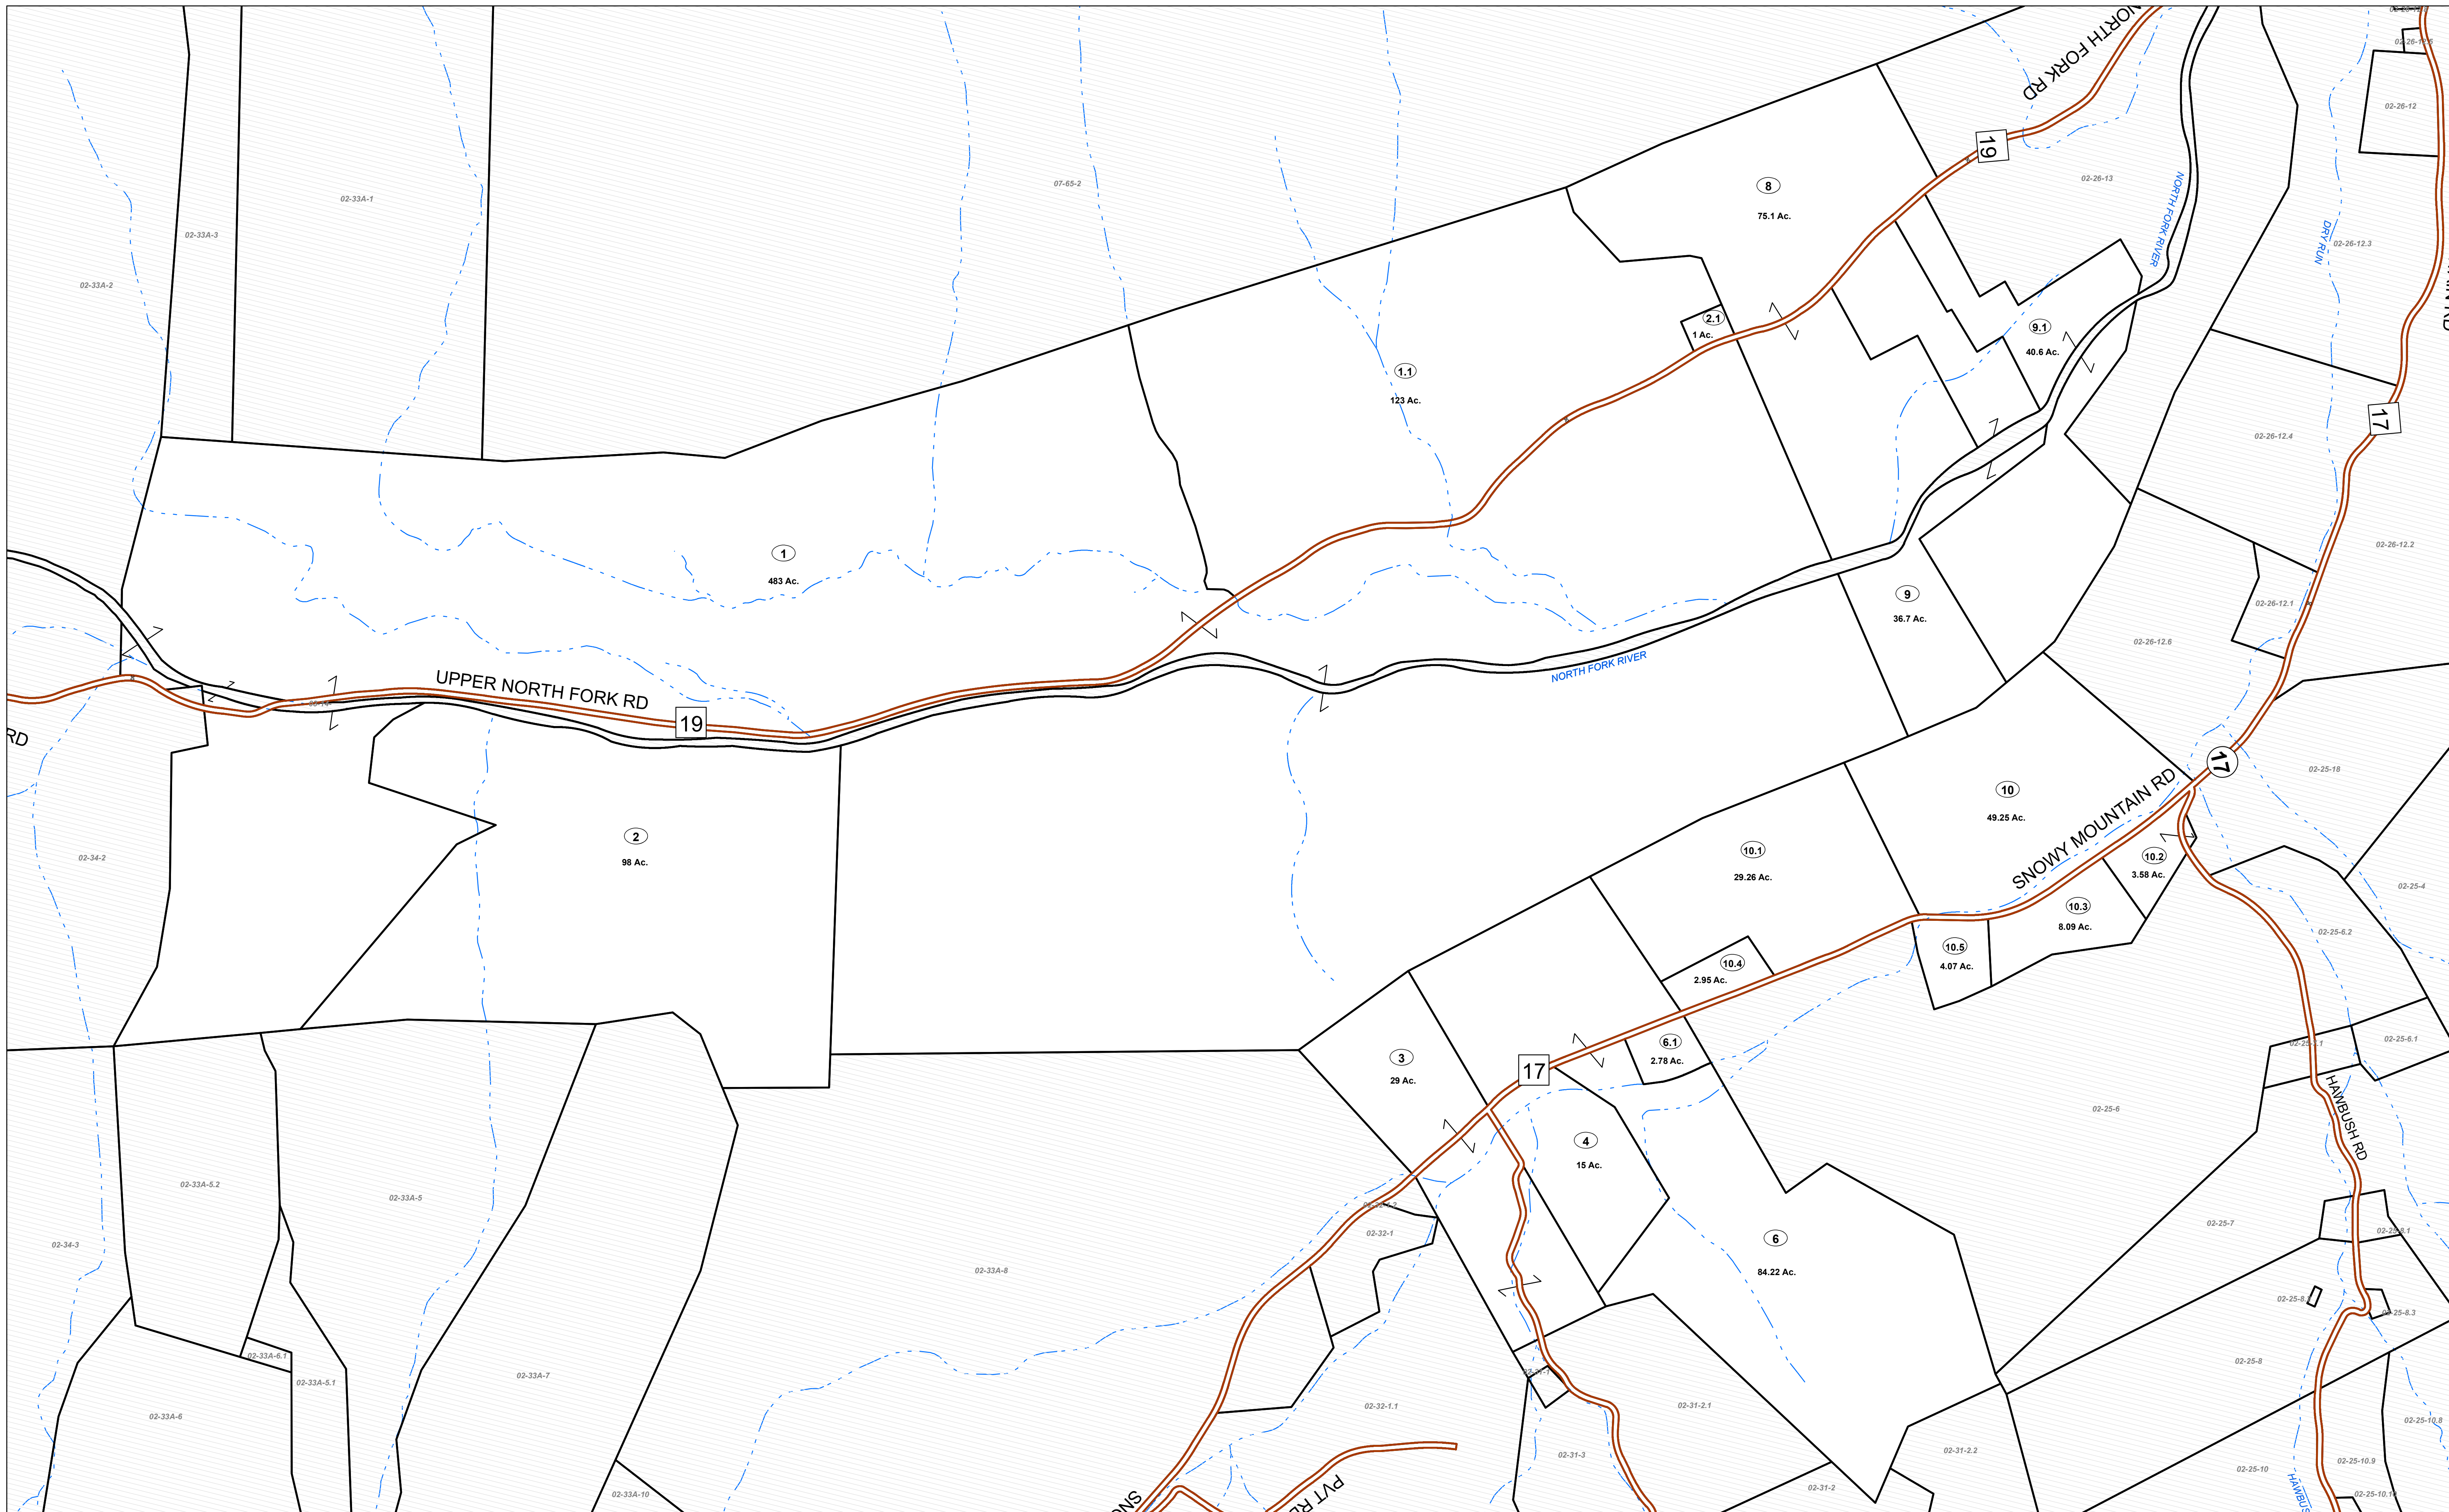 02-26-12.5
NORTH FORK RD
02-26-12
19
02-26-13
07-65-2
8
75.1 Ac.
02-33A-1
02-33A-3
NORTH FORK RIVER
DRY RUN
02-26-12.3
02-33A-2
2.1
1 Ac.
9.1
40.6 Ac.
1.1
123 Ac.
17
02-26-12.4
02-26-12.2
1
483 Ac.
9
36.7 Ac.
02-26-12.1
02-26-12.6
NORTH FORK RIVER
UPPER NORTH FORK RD
19
RD
17
02-25-18
SNOWY MOUNTAIN RD
10
49.25 Ac.
2
98 Ac.
02-34-2
10.1
29.26 Ac.
10.2
3.58 Ac.
02-25-4
10.3
8.09 Ac.
02-25-6.2
10.5
4.07 Ac.
10.4
2.95 Ac.
6.1
2.78 Ac.
02-25-6.1
3
29 Ac.
17
02-25-6
HAWBUSH RD
4
15 Ac.
02-33A-5.2
02-33A-5
02-25-7
02-25-8.1
02-32-1
02-34-3
6
84.22 Ac.
02-33A-8
02-25-8.3
02-33A-6.1
02-33A-7
02-33A-5.1
02-25-8
02-33A-6
02-32-1.1
02-31-2.1
02-25-10.8
02-31-3
02-31-2.2
02-25-10
02-25-10.9
02-31-2
02-33A-10
PVT RD